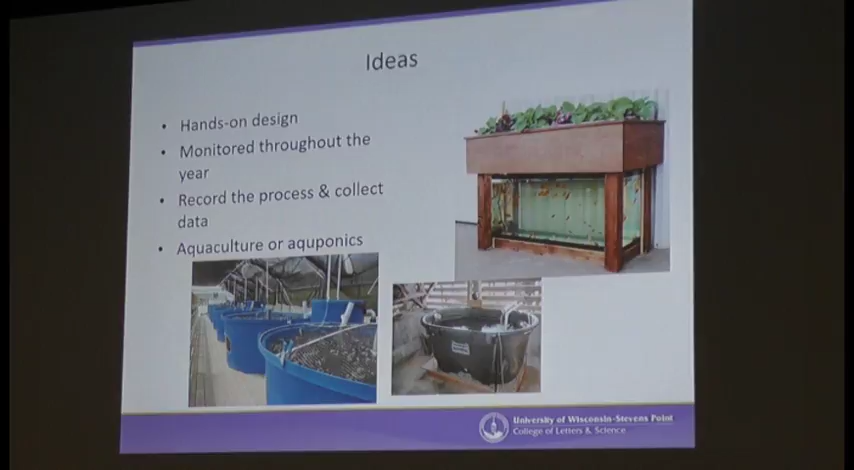 Ideas
• Hands-on design
• Monitored throughout the
year
• Record the process & collect
data
• Aquaculture or aquponics
University of Wisconsin-Stevens Point
College of Letters & Science